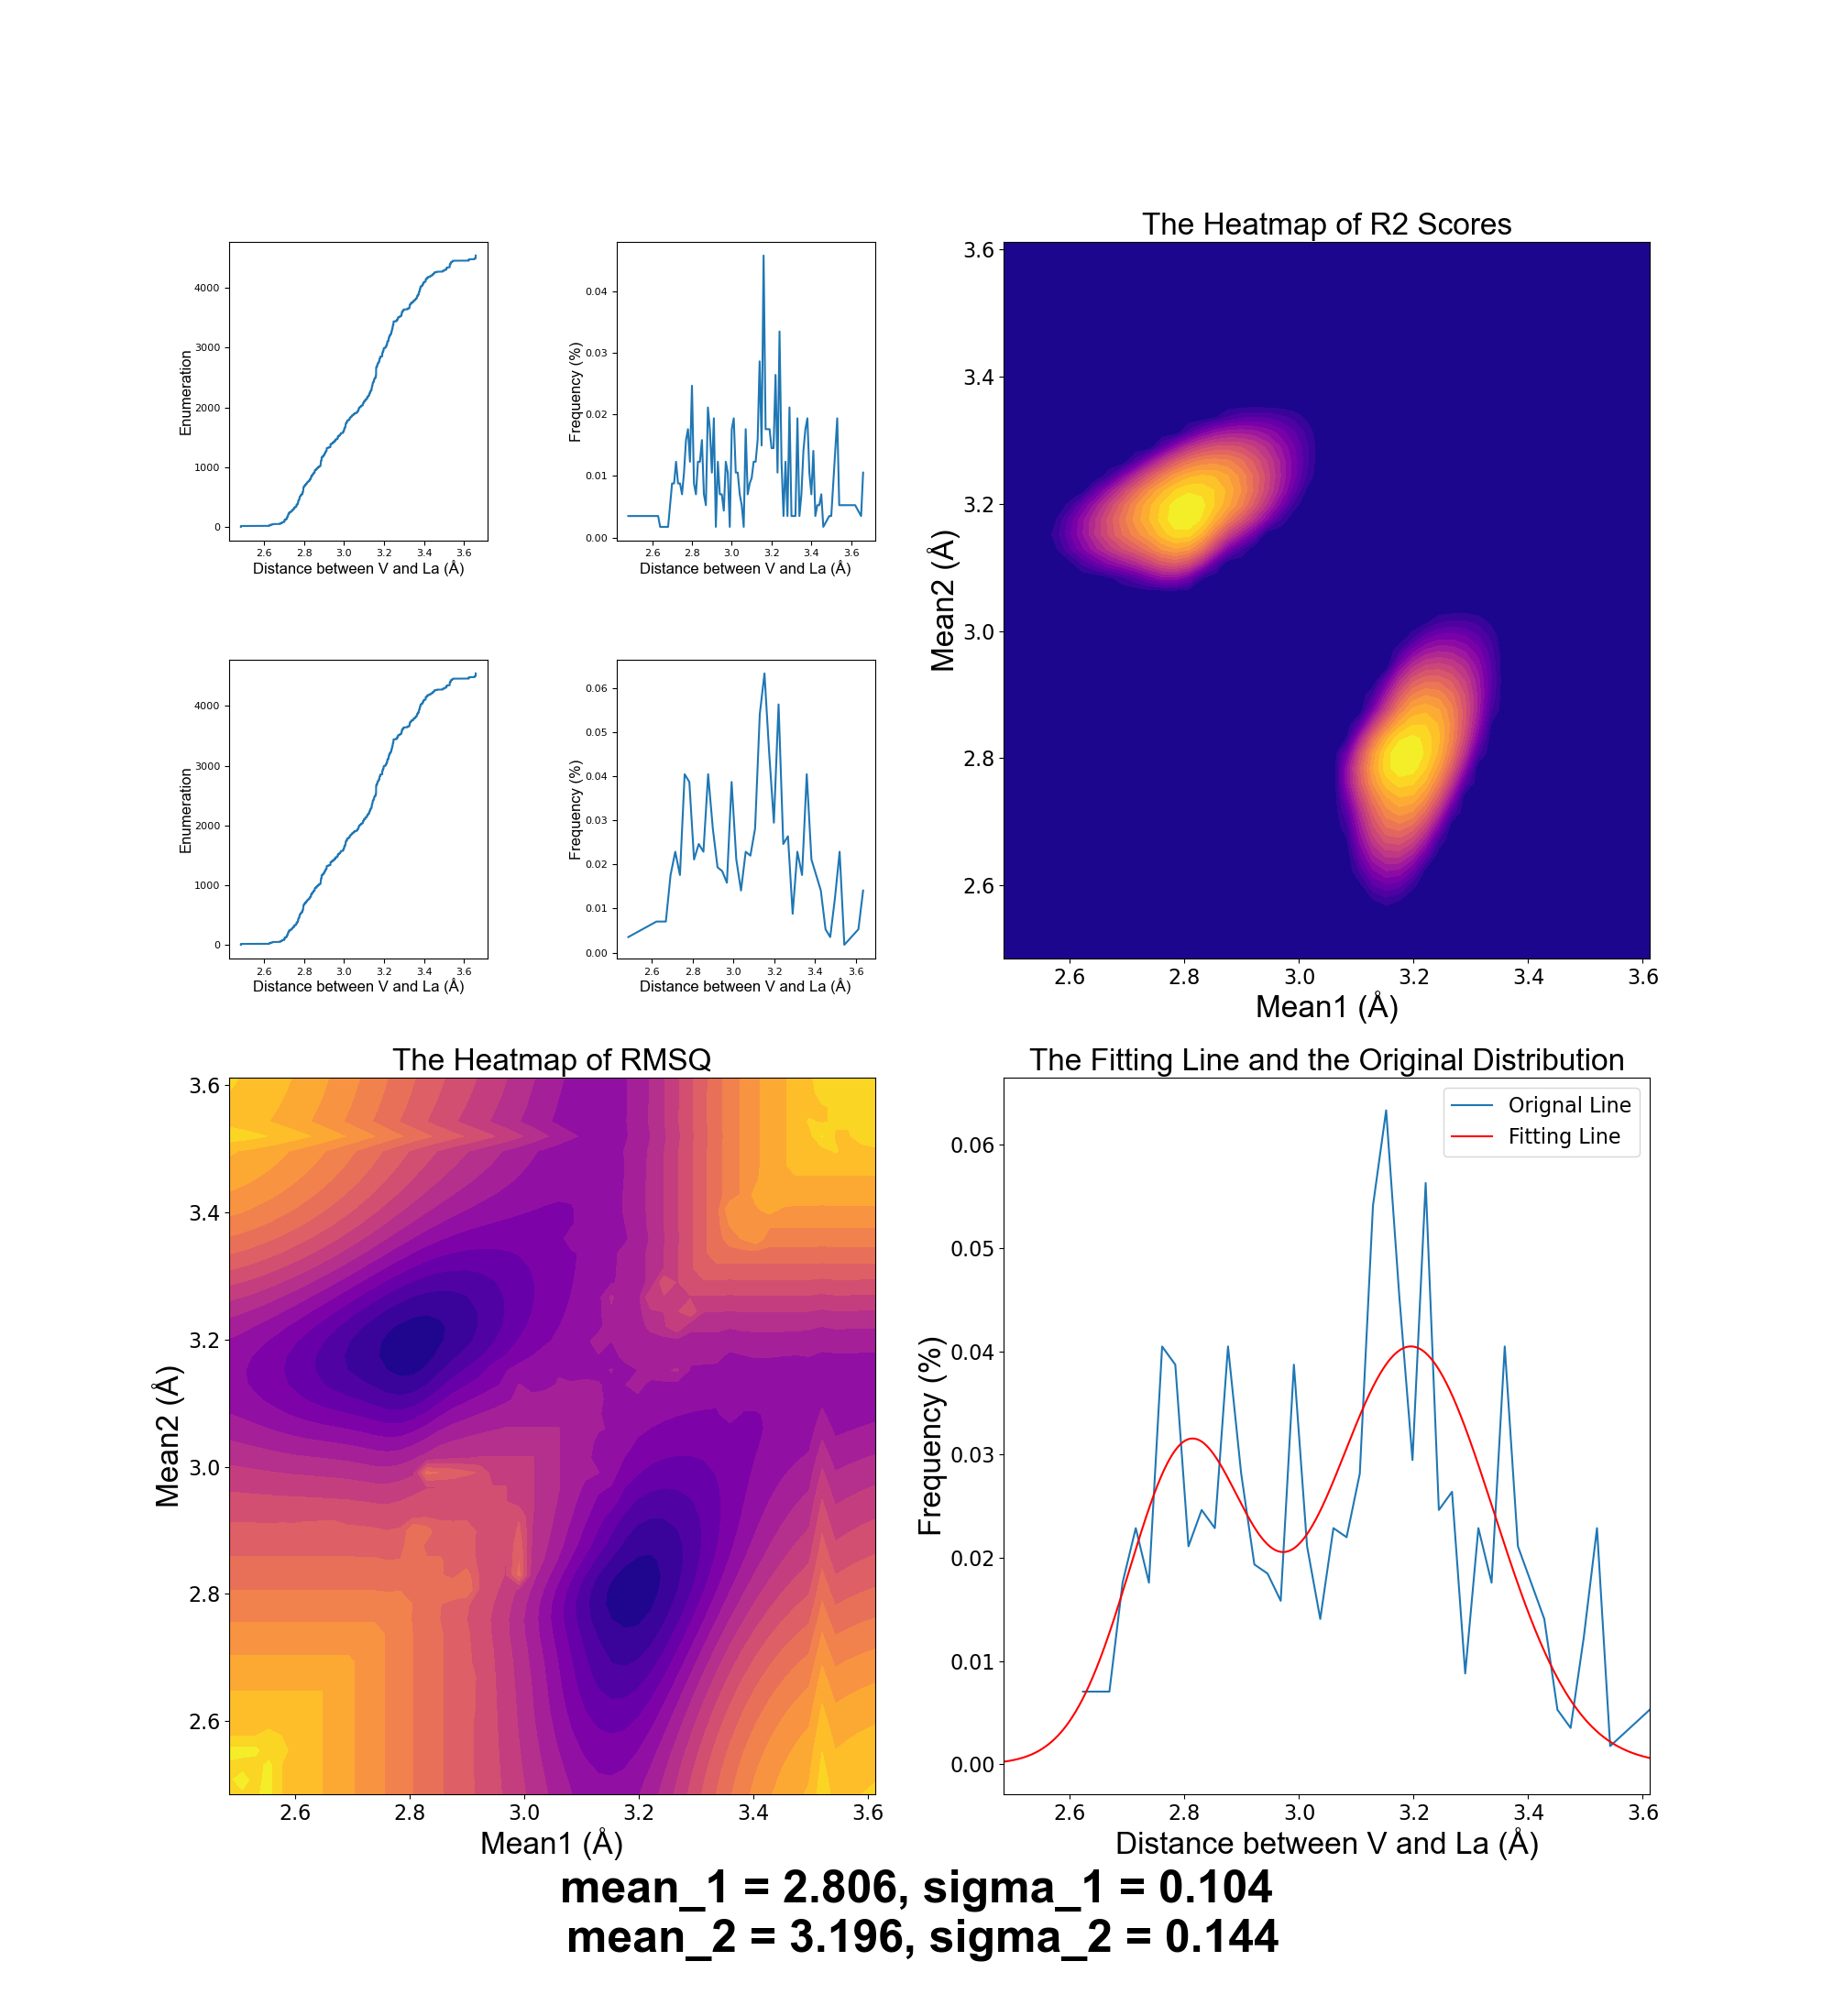 4000
3000
2000
1000
0
Enumeration
2.6 2.8 3.0 3.2 3.4 3.6
Distance between V and La (Å)
0.04
0.03
0.02
0.01
0.00
Frequency (%)
2.6 2.8 3.0 3.2 3.4 3.6
Distance between V and La (Å)
4000
3000
2000
1000
0
Enumeration
2.6 2.8 3.0 3.2 3.4 3.6
Distance between V and La (Å)
0.06
0.05
0.04
0.03
0.02
0.01
0.00
Frequency (%)
2.6 2.8 3.0 3.2 3.4 3.6
Distance between V and La (Å)
The Heatmap of R2 Scores
3.6
3.4
3.2
3.0
2.8
2.6
Mean2 (Å)
2.6 2.8 3.0 3.2 3.4 3.6
Mean1 (Å)
The Heatmap of RMSQ
3.6
3.4
3.2
3.0
2.8
2.6
Mean2 (Å)
2.6 2.8 3.0 3.2 3.4 3.6
Mean1 (Å)
The Fitting Line and the Original Distribution
Orignal Line
Fitting Line
0.06
0.05
0.04
0.03
0.02
0.01
0.00
Frequency (%)
2.6 2.8 3.0 3.2 3.4 3.6
Distance between V and La (Å)
mean_1 = 2.806, sigma_1 = 0.104
mean_2 = 3.196, sigma_2 = 0.144